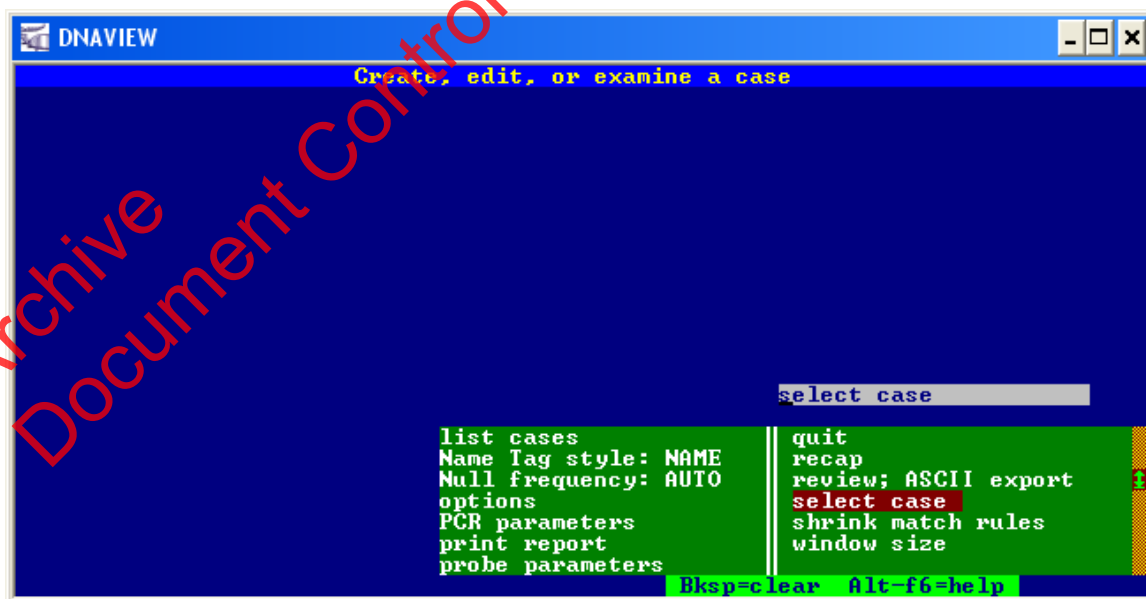 DNAVIEW
Create, edit, or examine a case
select case
list cases
Name Tag style: NAME
Null frequency: AUTO
options
PCR parameters
print report
probe parameters
quit
recap
review; ASCII export
select case
shrink match rules
window size
Bksp=clear Alt-f6=help
Archive
Document Control